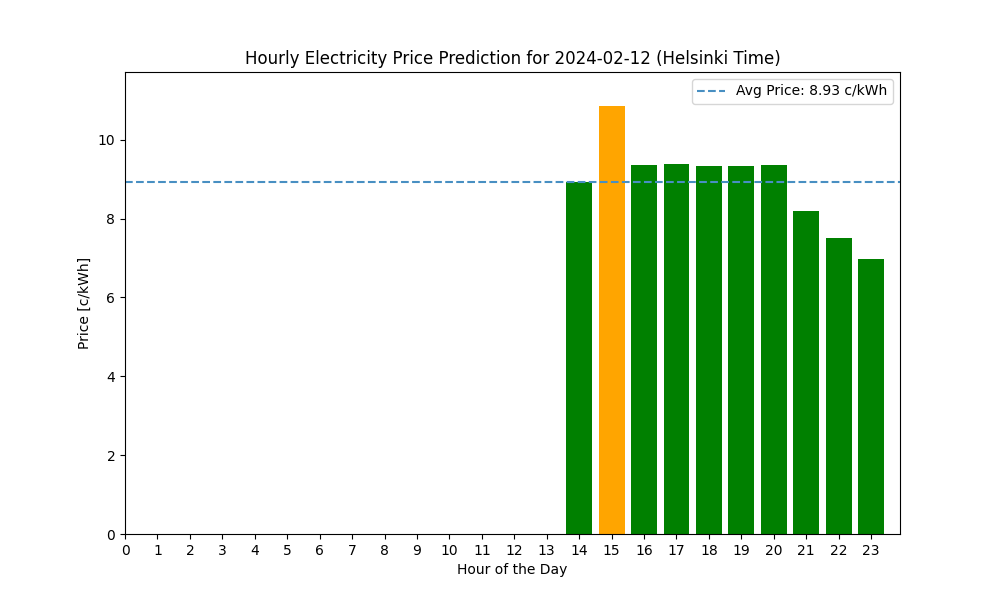 Hourly Electricity Price Prediction for 2024-02-12 (Helsinki Time)
Avg Price: 8.93 c/kWh
10
8
6
4
2
0
Price [c/kWh]
0 1 2 3 4 5 6 7 8 9 10 11 12 13 14 15 16 17 18 19 20 21 22 23
Hour of the Day